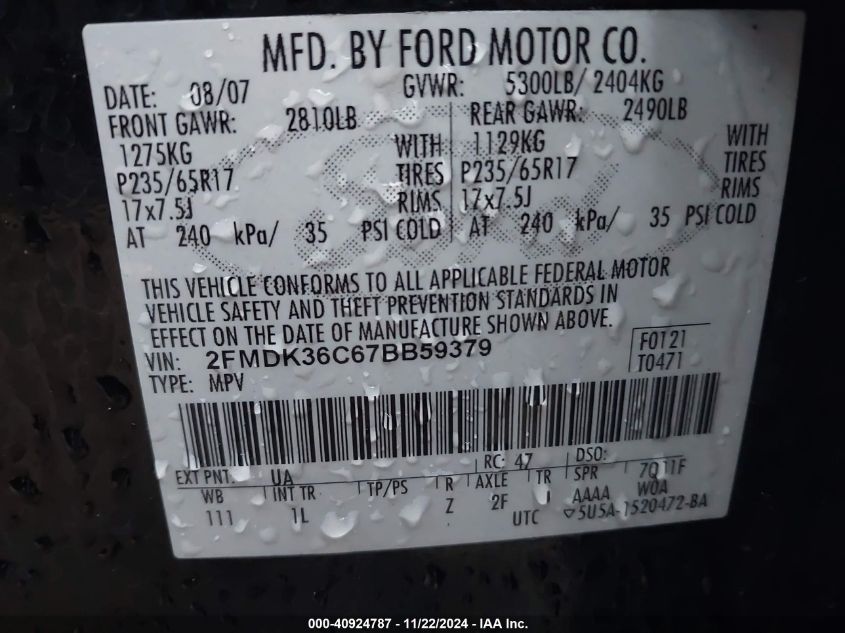 MFD. BY FORD MOTOR CO.
DATE: 08/07 GVWR: 5300LB/ 2404KG
FRONT GAWR: 2810LB REAR GAWR: 2490LB
1275KG WITH 1129KG WITH
P235/65R17 TIRES P235/65R17 TIRES
17x7.5J RIMS 17x7.5J RIMS
AT 240 kPa/ 35 PSI COLD AT 240 kPa/ 35 PSI COLD
THIS VEHICLE CONFORMS TO ALL APPLICABLE FEDERAL MOTOR
VEHICLE SAFETY AND THEFT PREVENTION STANDARDS IN
EFFECT ON THE DATE OF MANUFACTURE SHOWN ABOVE.
VIN: 2FMDK36C67BB59379 F0121
TYPE: MPV T0471
EXT PNT: UA RC: 47 DSO:
WB INT TR TP/PS R AXLE TR SPR 7Q11F
111 1L Z 2F AAAA W0A
UTC 5U5A-1520472-BA
000-40924787 - 11/22/2024 - IAA Inc.